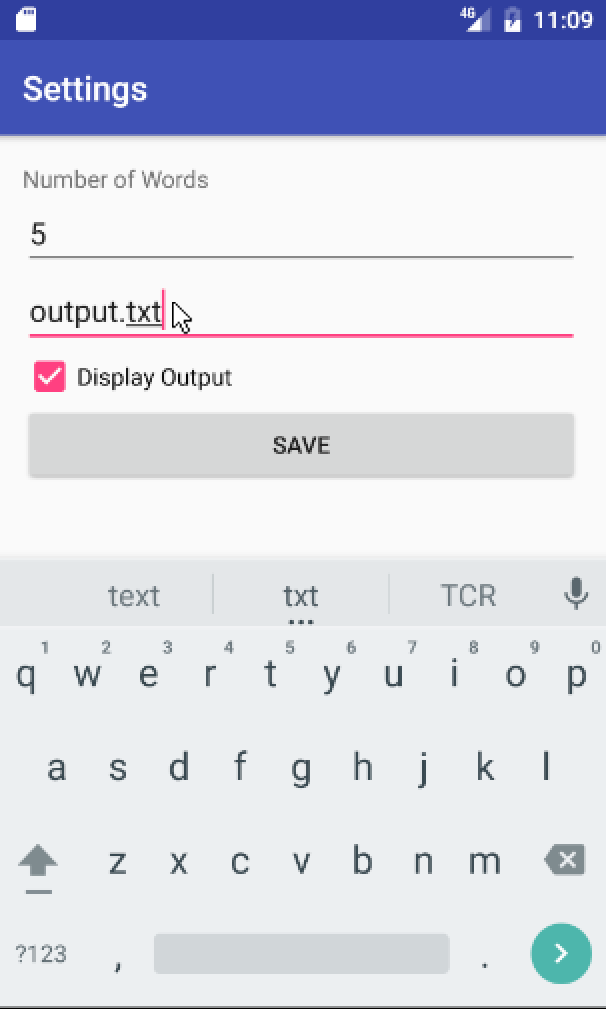 4G 11:09
Settings
Number of Words
5
output.txt
Display Output
SAVE
text txt TCR
1 2 3 4 5 6 7 8 9 0
q w e r t y u i o p
a s d f g h j k l
z x c v b n m
?123 , .